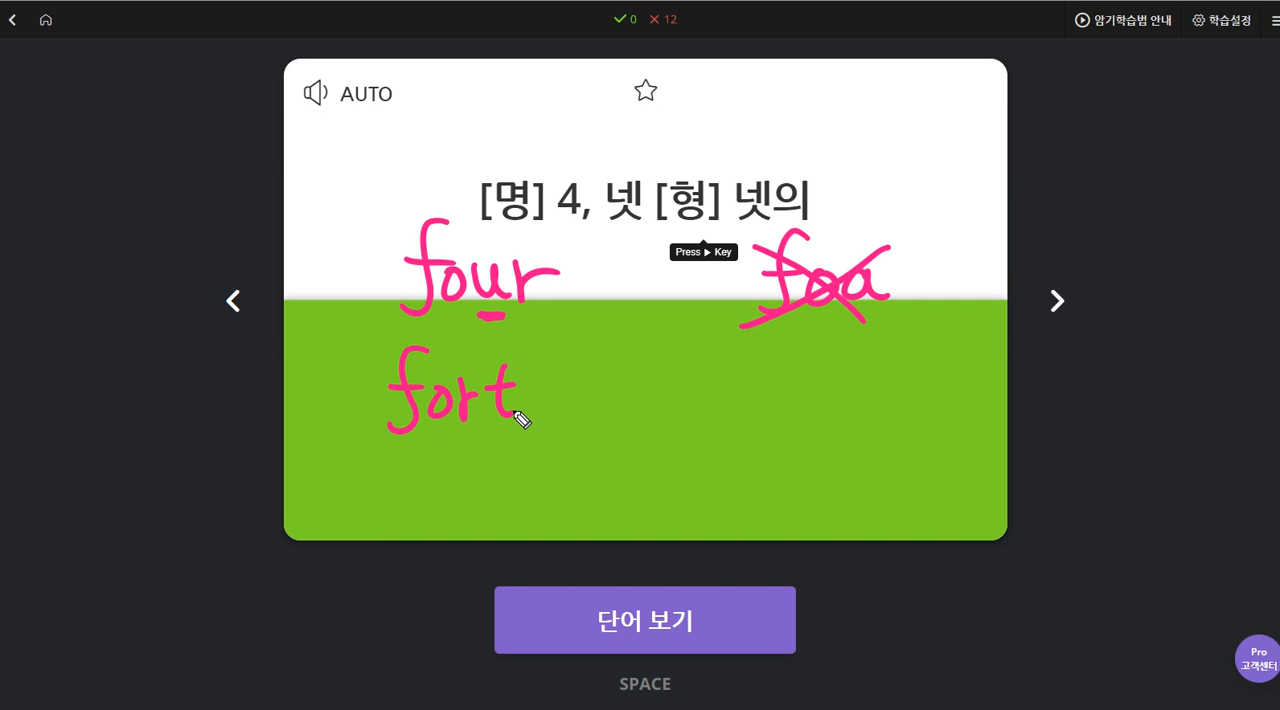 0 12 암기학습법 안내 학습설정
AUTO
[명] 4, 넷 [형] 넷의
Press ▶ Key
four foa
fort
단어 보기
SPACE
Pro
고객센터